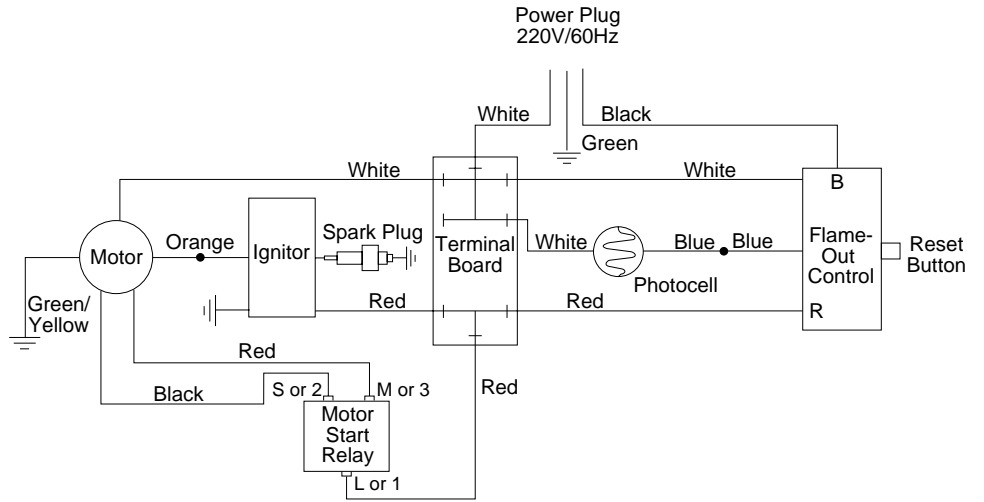 Power Plug
220V/60Hz
White
Black
Green
White
White
B
Motor
Orange
Ignitor
Spark Plug
Terminal
Board
White
Photocell
Blue
Blue
Flame-
Out
Control
Reset
Button
Green/
Yellow
Red
Red
R
Red
Black
S or 2
M or 3
Red
Motor
Start
Relay
L or 1